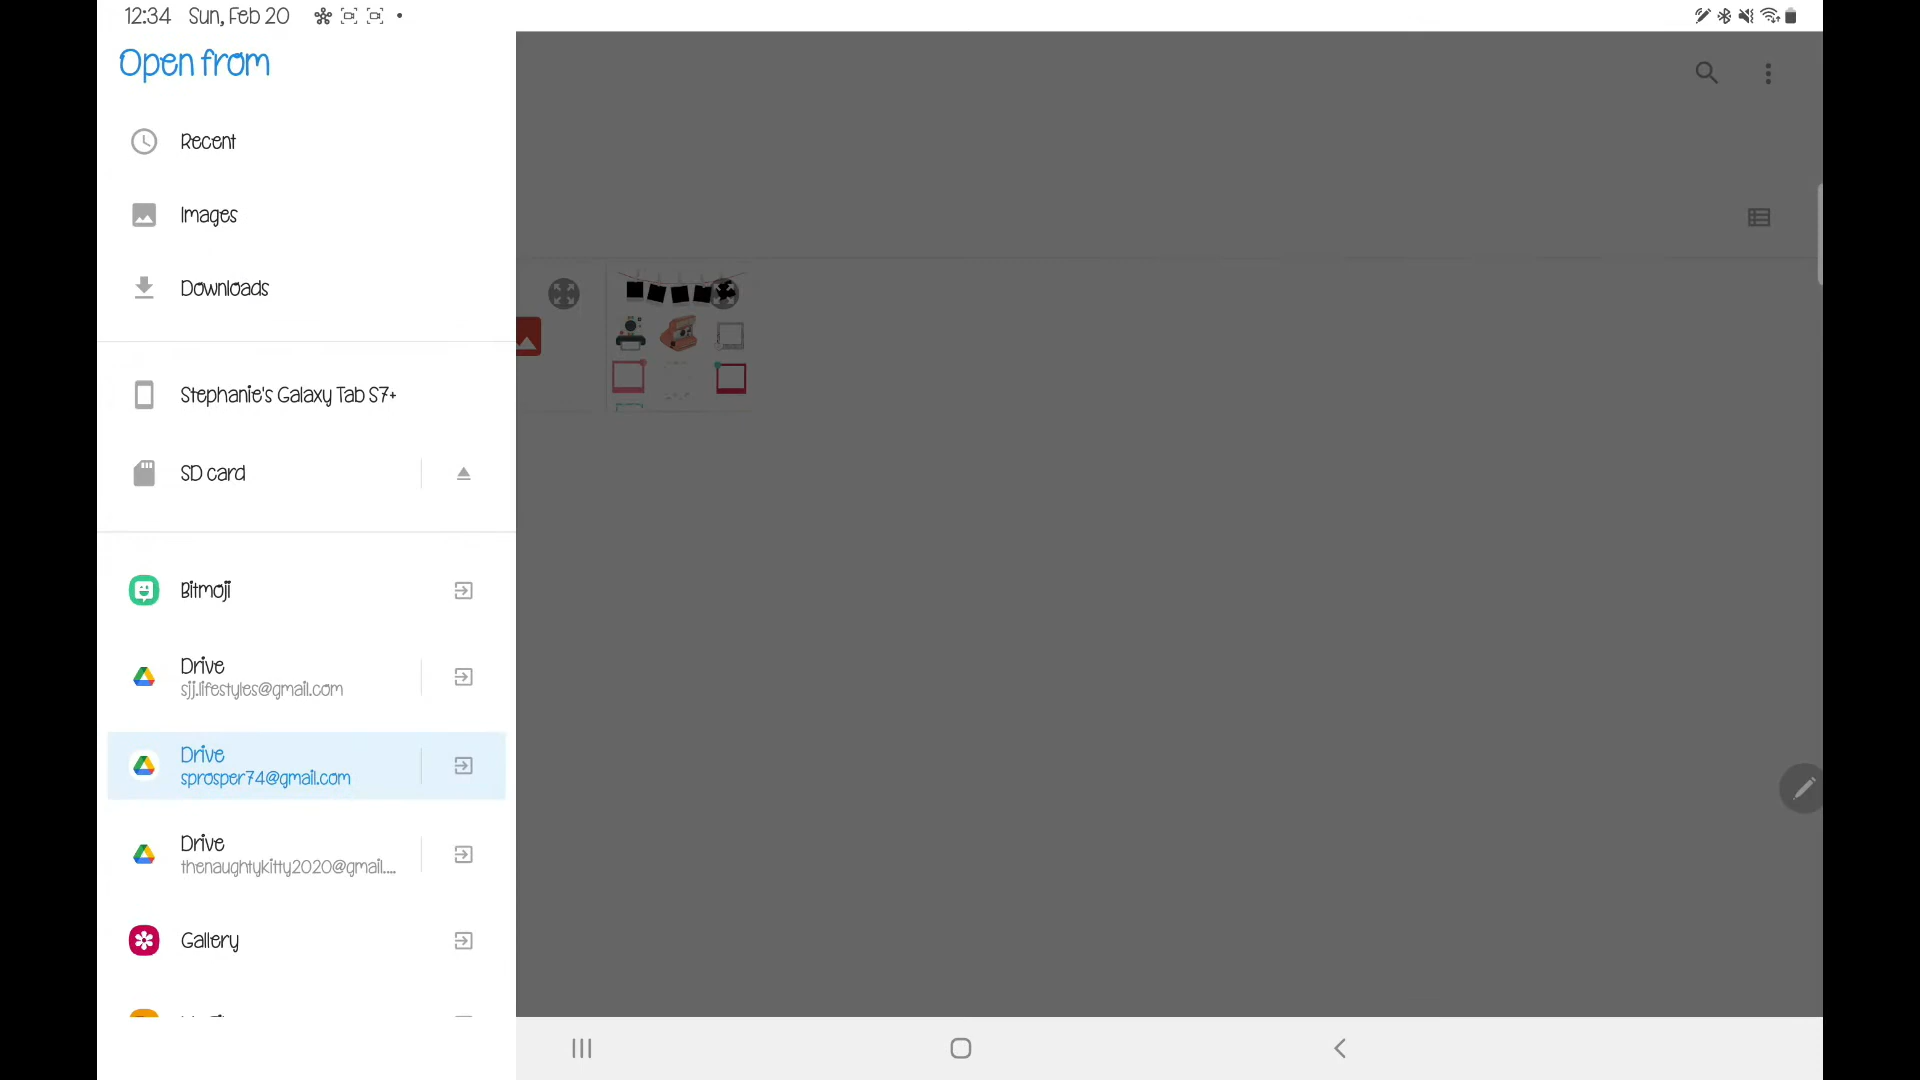 12:34 Sun, Feb 20
Open from
Recent
Images
Downloads
Stephanie's Galaxy Tab S7+
SD card
Bitmoji
Drive
sjj.lifestyles@gmail.com
Drive
sprosper74@gmail.com
Drive
thenaughtykitty2020@gmail....
Gallery